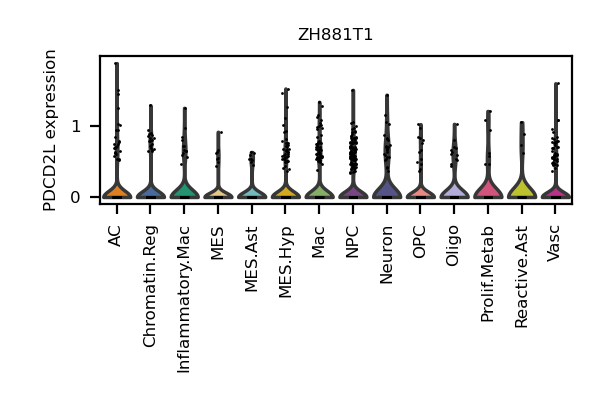 ZH881T1
PDCD2L expression
1
0
AC
Chromatin.Reg
Inflammatory.Mac
MES
MES.Ast
MES.Hyp
Mac
NPC
Neuron
OPC
Oligo
Prolif.Metab
Reactive.Ast
Vasc